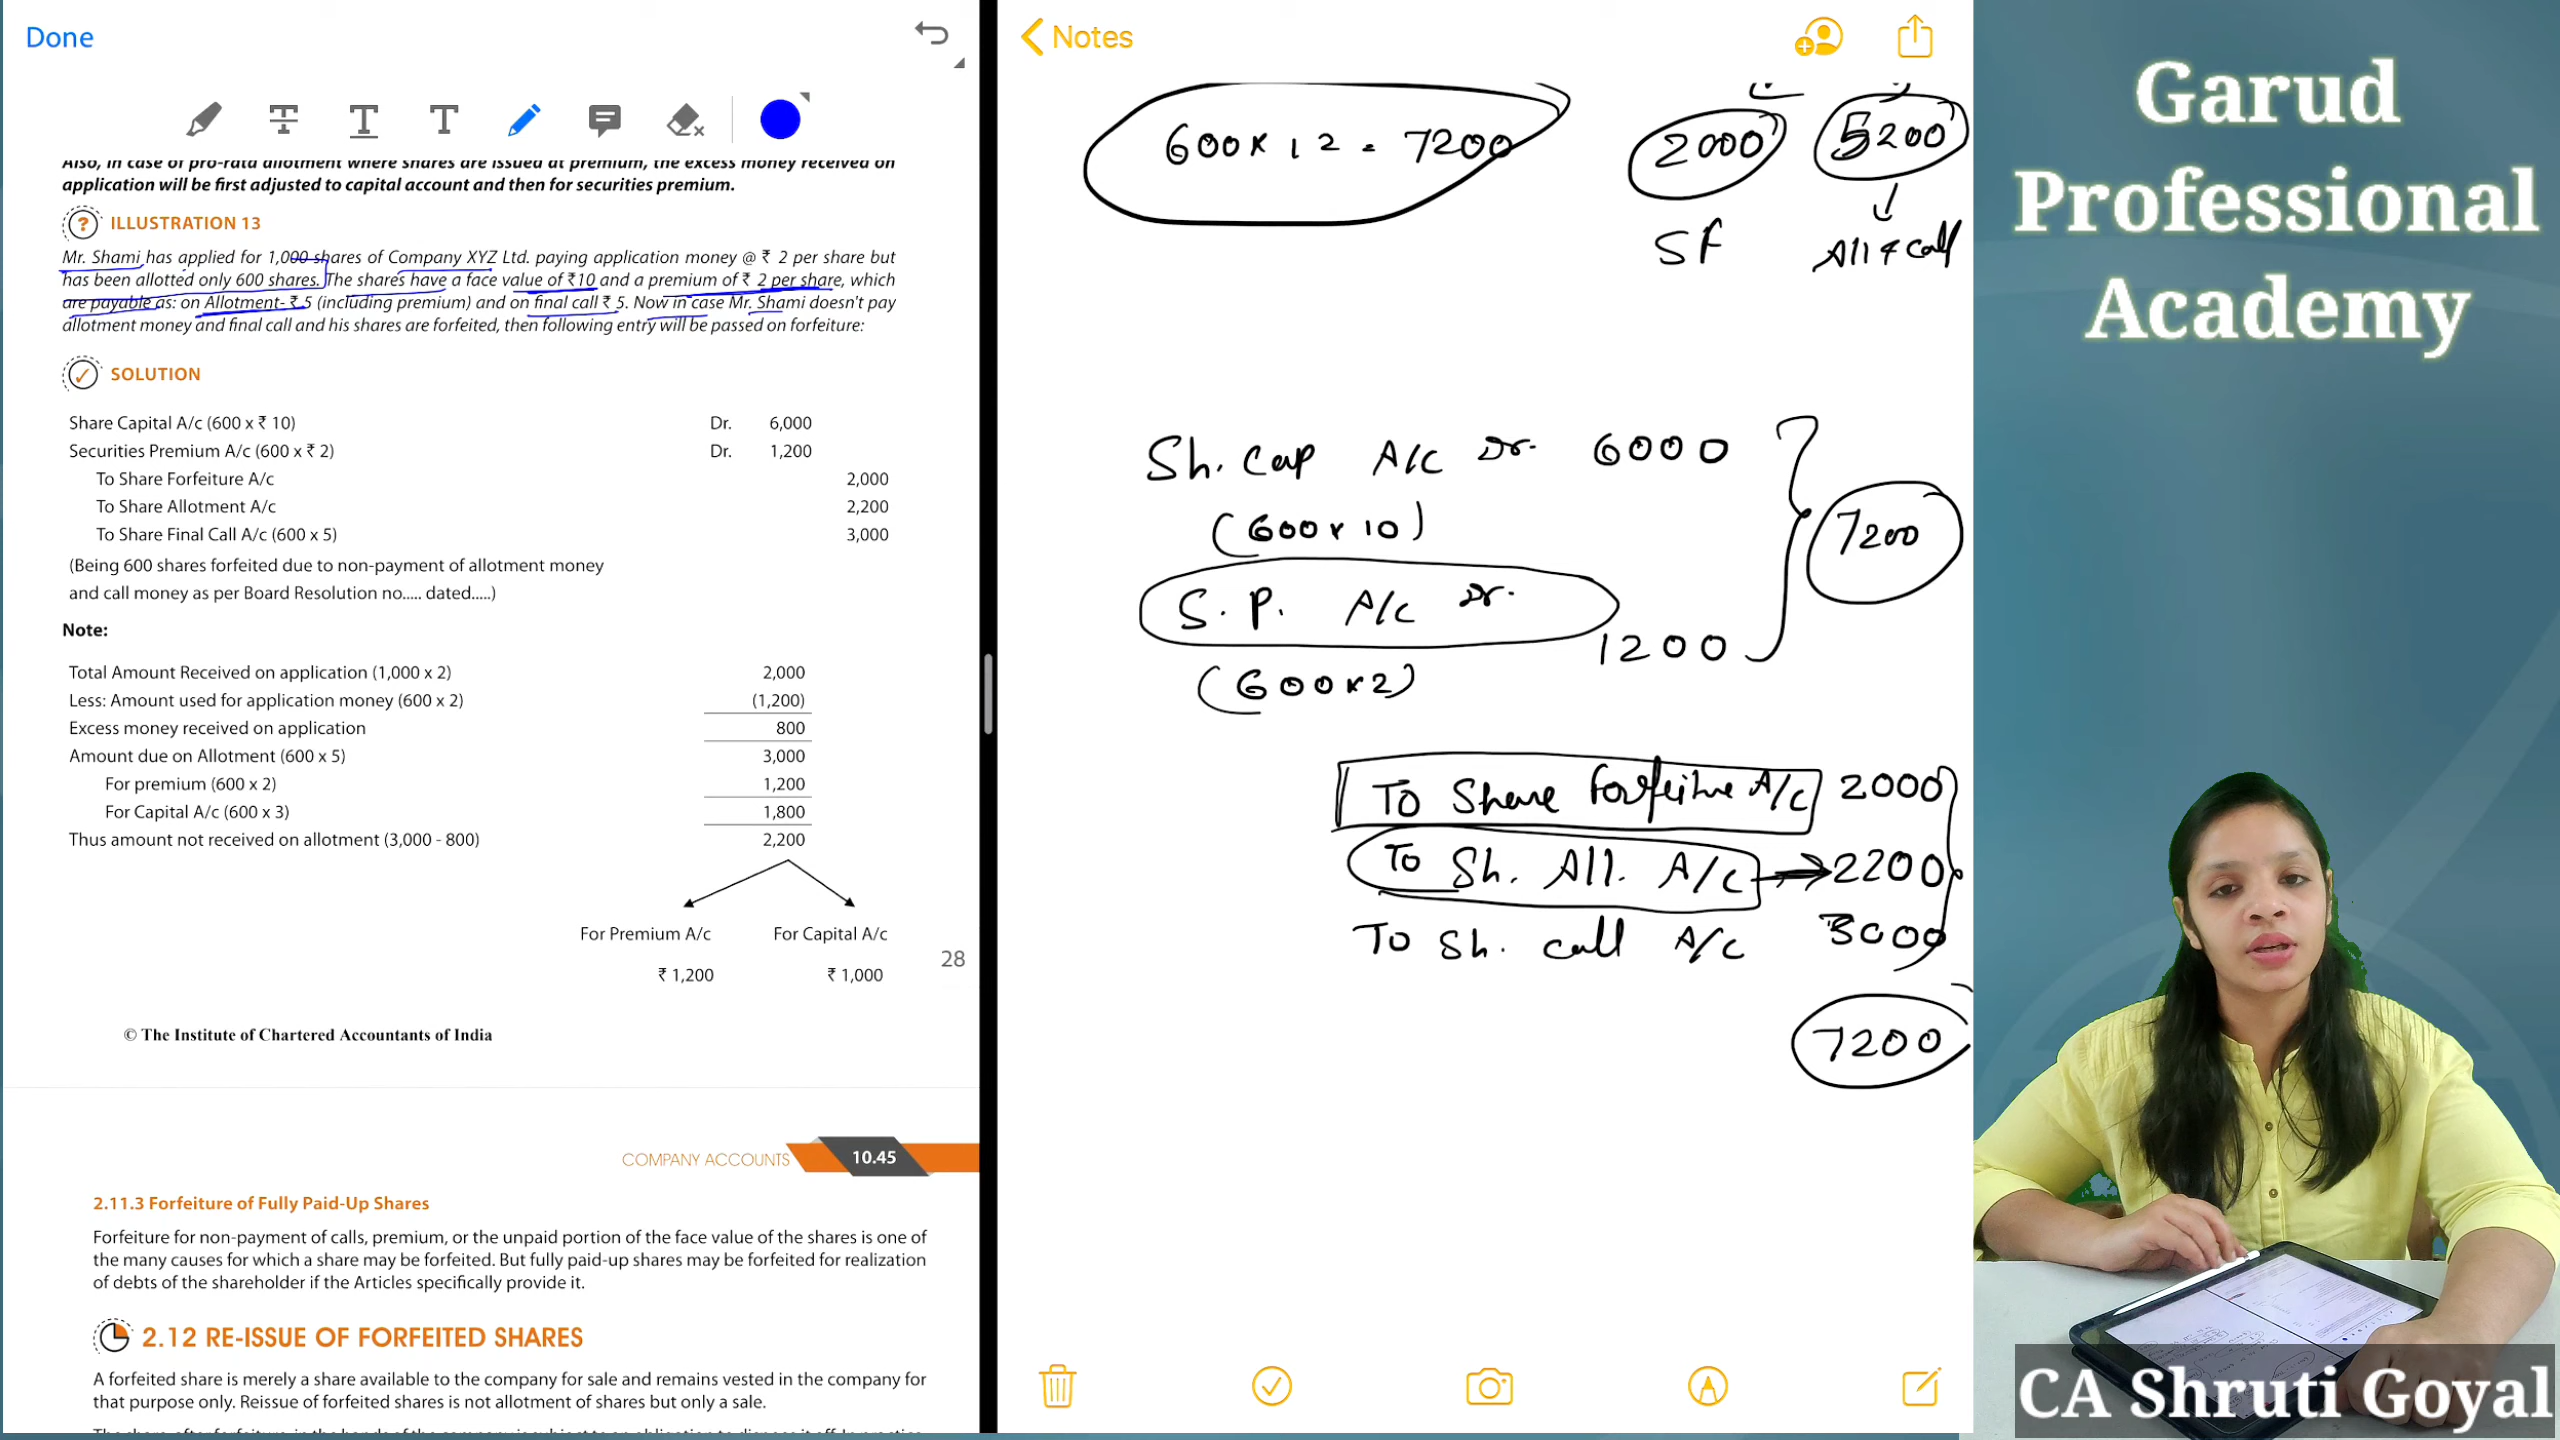 Done
Also, in case of pro-rata allotment where shares are issued at premium, the excess money received on
application will be first adjusted to capital account and then for securities premium.
ILLUSTRATION 13
Mr. Shami has applied for 1,000 shares of Company XYZ Ltd. paying application money @ ₹ 2 per share but
has been allotted only 600 shares. The shares have a face value of ₹10 and a premium of ₹ 2 per share, which
are payable as: on Allotment- ₹ 5 (including premium) and on final call ₹ 5. Now in case Mr. Shami doesn't pay
allotment money and final call and his shares are forfeited, then following entry will be passed on forfeiture:
SOLUTION
Share Capital A/c (600 x ₹ 10) Dr. 6,000
Securities Premium A/c (600 x ₹ 2) Dr. 1,200
To Share Forfeiture A/c 2,000
To Share Allotment A/c 2,200
To Share Final Call A/c (600 x 5) 3,000
(Being 600 shares forfeited due to non-payment of allotment money
and call money as per Board Resolution no..... dated.....)
Note:
Total Amount Received on application (1,000 x 2) 2,000
Less: Amount used for application money (600 x 2) (1,200)
Excess money received on application 800
Amount due on Allotment (600 x 5) 3,000
For premium (600 x 2) 1,200
For Capital A/c (600 x 3) 1,800
Thus amount not received on allotment (3,000 - 800) 2,200
For Premium A/c For Capital A/c
₹ 1,200 ₹ 1,000
28
© The Institute of Chartered Accountants of India
COMPANY ACCOUNTS 10.45
2.11.3 Forfeiture of Fully Paid-Up Shares
Forfeiture for non-payment of calls, premium, or the unpaid portion of the face value of the shares is one of
the many causes for which a share may be forfeited. But fully paid-up shares may be forfeited for realization
of debts of the shareholder if the Articles specifically provide it.
2.12 RE-ISSUE OF FORFEITED SHARES
A forfeited share is merely a share available to the company for sale and remains vested in the company for
that purpose only. Reissue of forfeited shares is not allotment of shares but only a sale.
Notes
600 x 12 = 7200 2000 5200
SF All & call
Sh. Cap A/C Dr. 6000
(600 x 10)
7200
S. P. A/C Dr.
1200
(600 x 2)
To Share Forfeiture A/C 2000
To Sh. All. A/C → 2200
To Sh. call A/C 3000
7200
Garud
Professional
Academy
CA Shruti Goyal